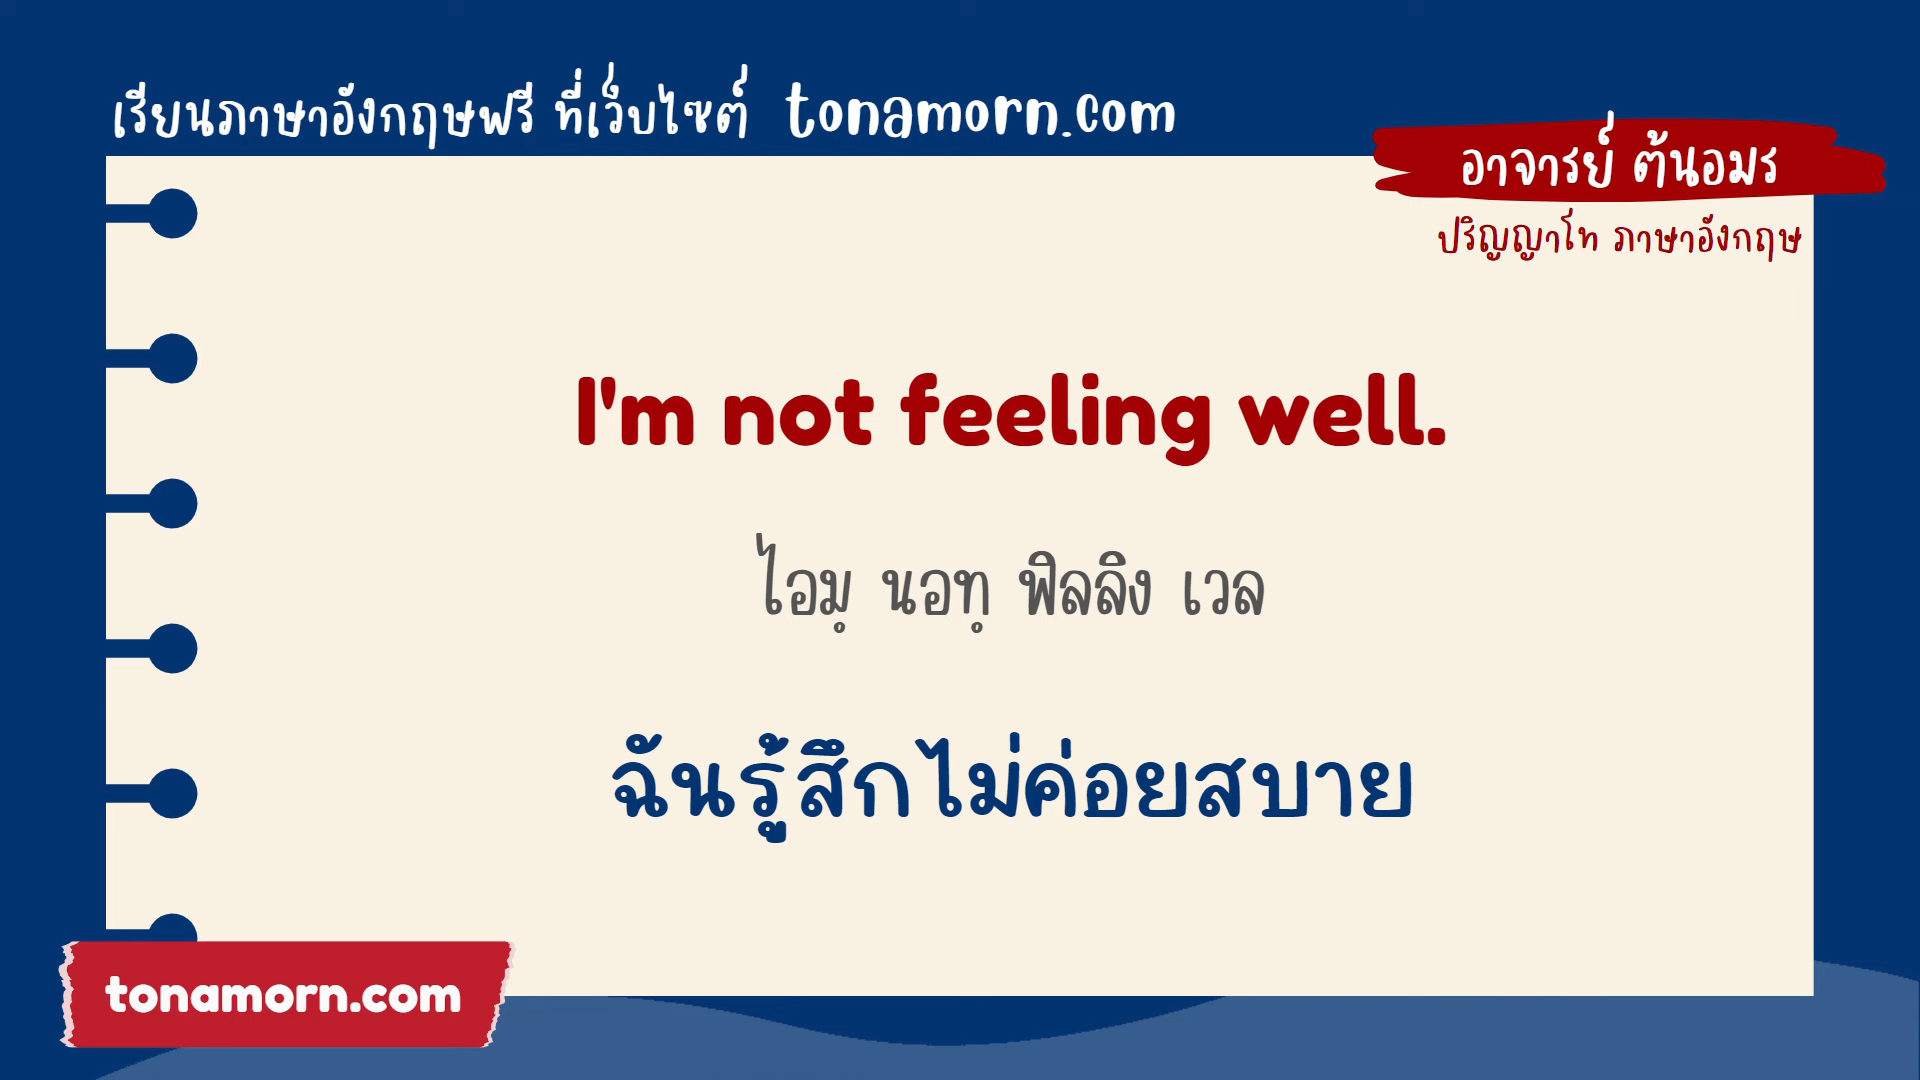 เรียนภาษาอังกฤษฟรี ที่เว็บไซต์ tonamorn.com
อาจารย์ ต้นอมร
ปริญญาโท ภาษาอังกฤษ
I'm not feeling well.
ไอมฺ นอทฺ ฟิลลิง เวล
ฉันรู้สึกไม่ค่อยสบาย
tonamorn.com